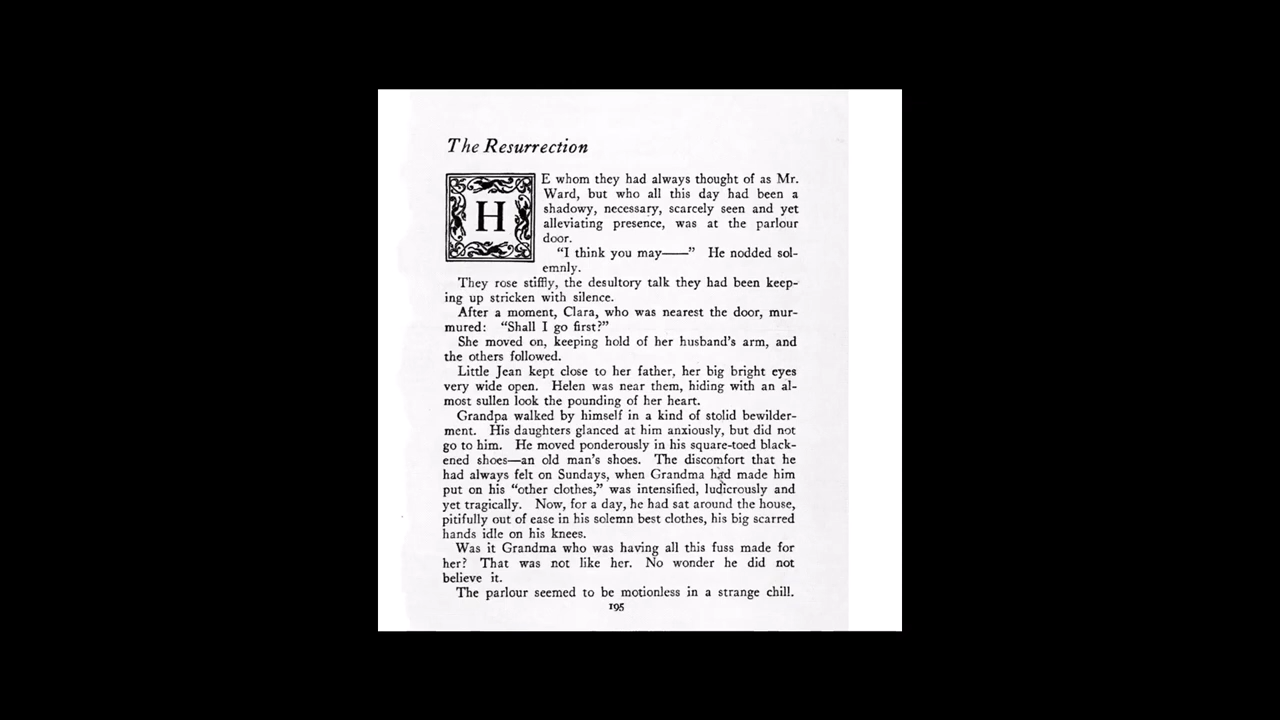 The Resurrection
HE whom they had always thought of as Mr.
Ward, but who all this day had been a
shadowy, necessary, scarcely seen and yet
alleviating presence, was at the parlour
door.
“I think you may——” He nodded sol-
emnly.
They rose stiffly, the desultory talk they had been keep-
ing up stricken with silence.
After a moment, Clara, who was nearest the door, mur-
mured: “Shall I go first?”
She moved on, keeping hold of her husband’s arm, and
the others followed.
Little Jean kept close to her father, her big bright eyes
very wide open. Helen was near them, hiding with an al-
most sullen look the pounding of her heart.
Grandpa walked by himself in a kind of stolid bewilder-
ment. His daughters glanced at him anxiously, but did not
go to him. He moved ponderously in his square-toed black-
ened shoes—an old man’s shoes. The discomfort that he
had always felt on Sundays, when Grandma had made him
put on his “other clothes,” was intensified, ludicrously and
yet tragically. Now, for a day, he had sat around the house,
pitifully out of ease in his solemn best clothes, his big scarred
hands idle on his knees.
Was it Grandma who was having all this fuss made for
her? That was not like her. No wonder he did not
believe it.
The parlour seemed to be motionless in a strange chill.
195